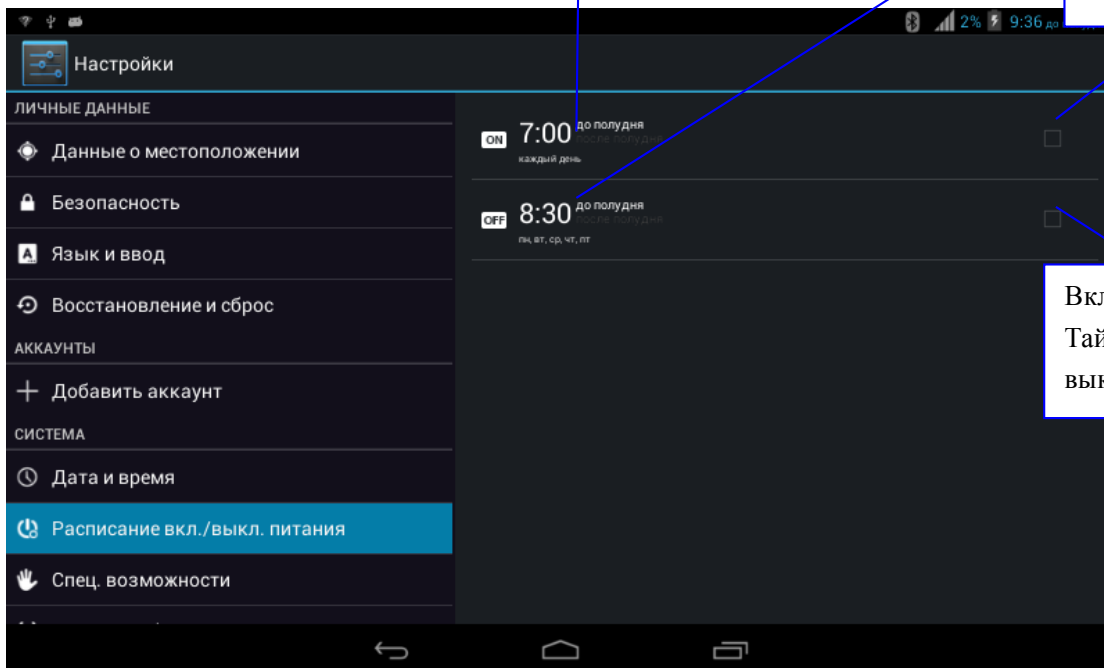 2% 9:36 до
Настройки
ЛИЧНЫЕ ДАННЫЕ
Данные о местоположении
Безопасность
Язык и ввод
Восстановление и сброс
АККАУНТЫ
Добавить аккаунт
СИСТЕМА
Дата и время
Расписание вкл./выкл. питания
Спец. возможности
ON 7:00 до полудня
после полудня
каждый день
OFF 8:30 до полудня
после полудня
пн, вт, ср, чт, пт
Вкл
Тай
вык